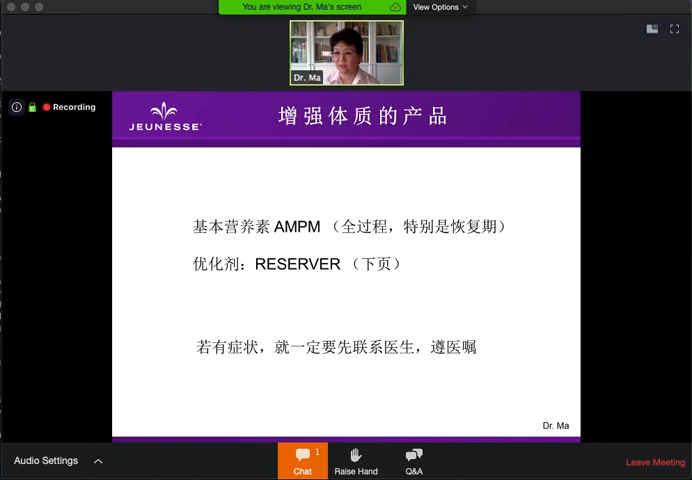 You are viewing Dr. Ma's screen
View Options
Dr. Ma
Recording
JEUNESSE
增强体质的产品
基本营养素 AMPM （全过程，特别是恢复期）
优化剂：RESERVER （下页）
若有症状，就一定要先联系医生，遵医嘱
Dr. Ma
Audio Settings
1
Chat
Raise Hand
Q&A
Leave Meeting